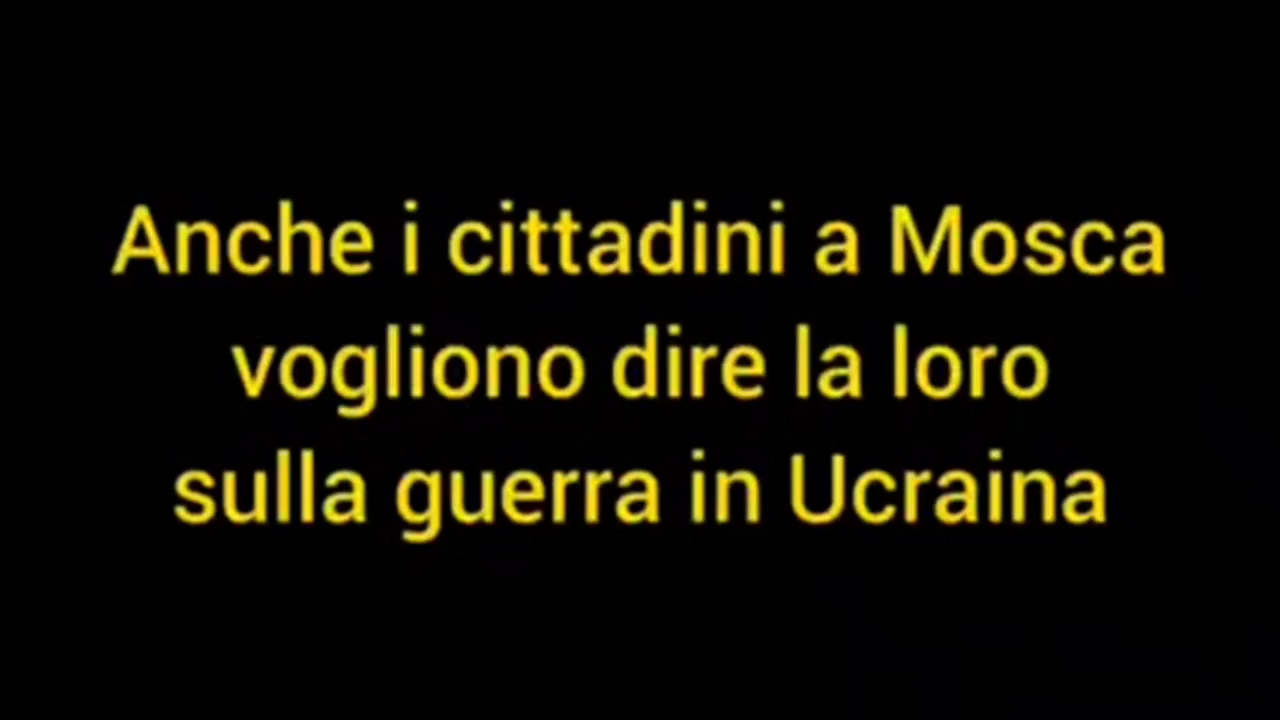 Anche i cittadini a Mosca
vogliono dire la loro
sulla guerra in Ucraina